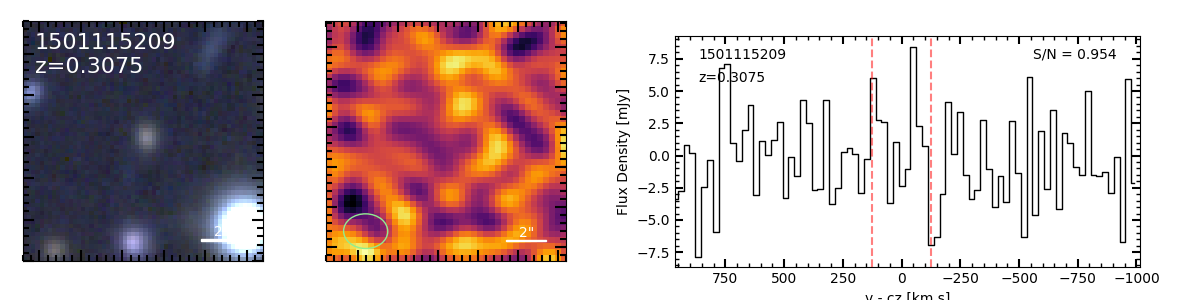 1501115209
z=0.3075
2"
2"
1501115209
z=0.3075
S/N = 0.954
Flux Density [mJy]
7.5
5.0
2.5
0.0
−2.5
−5.0
−7.5
750 500 250 0 −250 −500 −750 −1000
v - cz [km s]